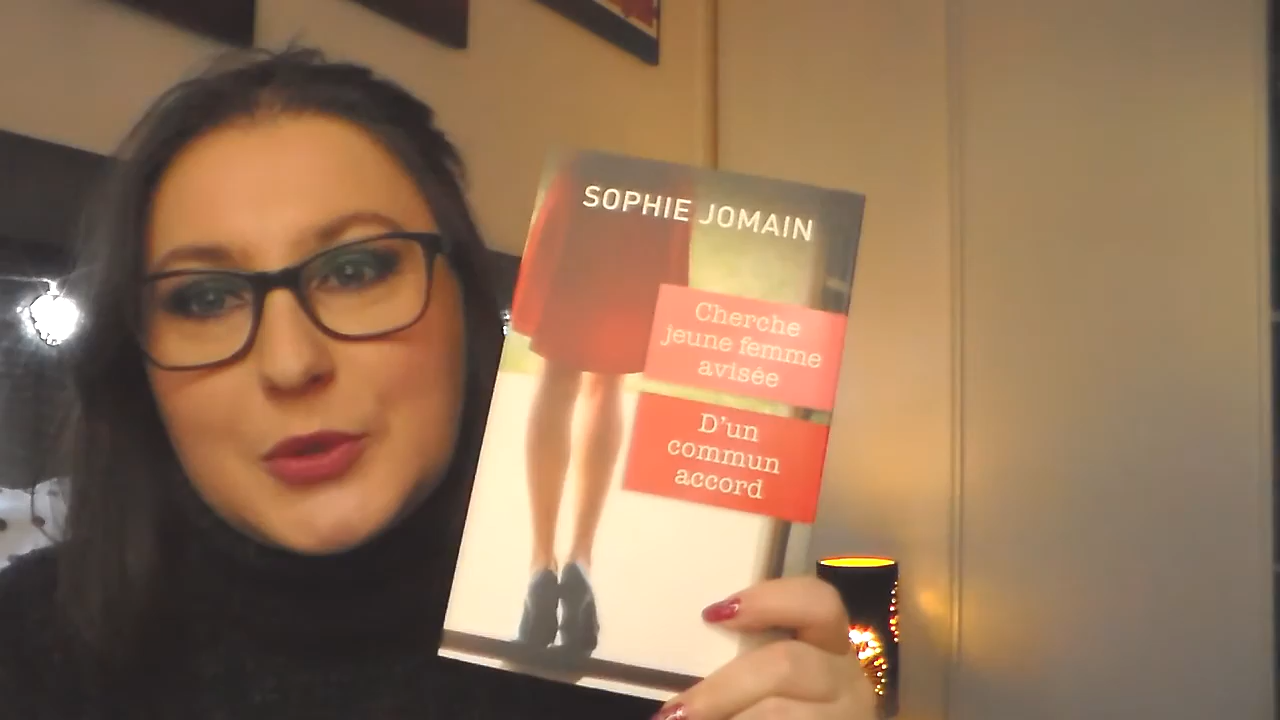 SOPHIE JOMAIN
Cherche
jeune femme
avisée
D'un
commun
accord